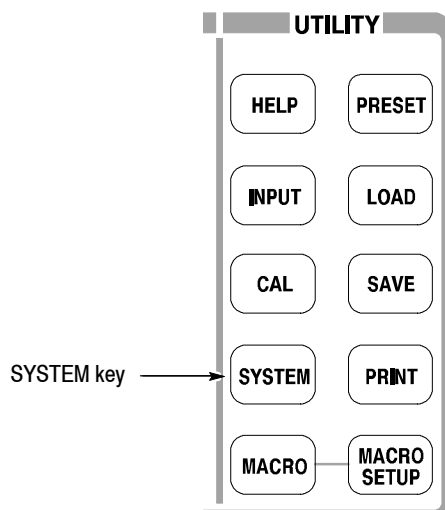 UTILITY
HELP PRESET
INPUT LOAD
CAL SAVE
SYSTEM key SYSTEM PRINT
MACRO MACRO
SETUP